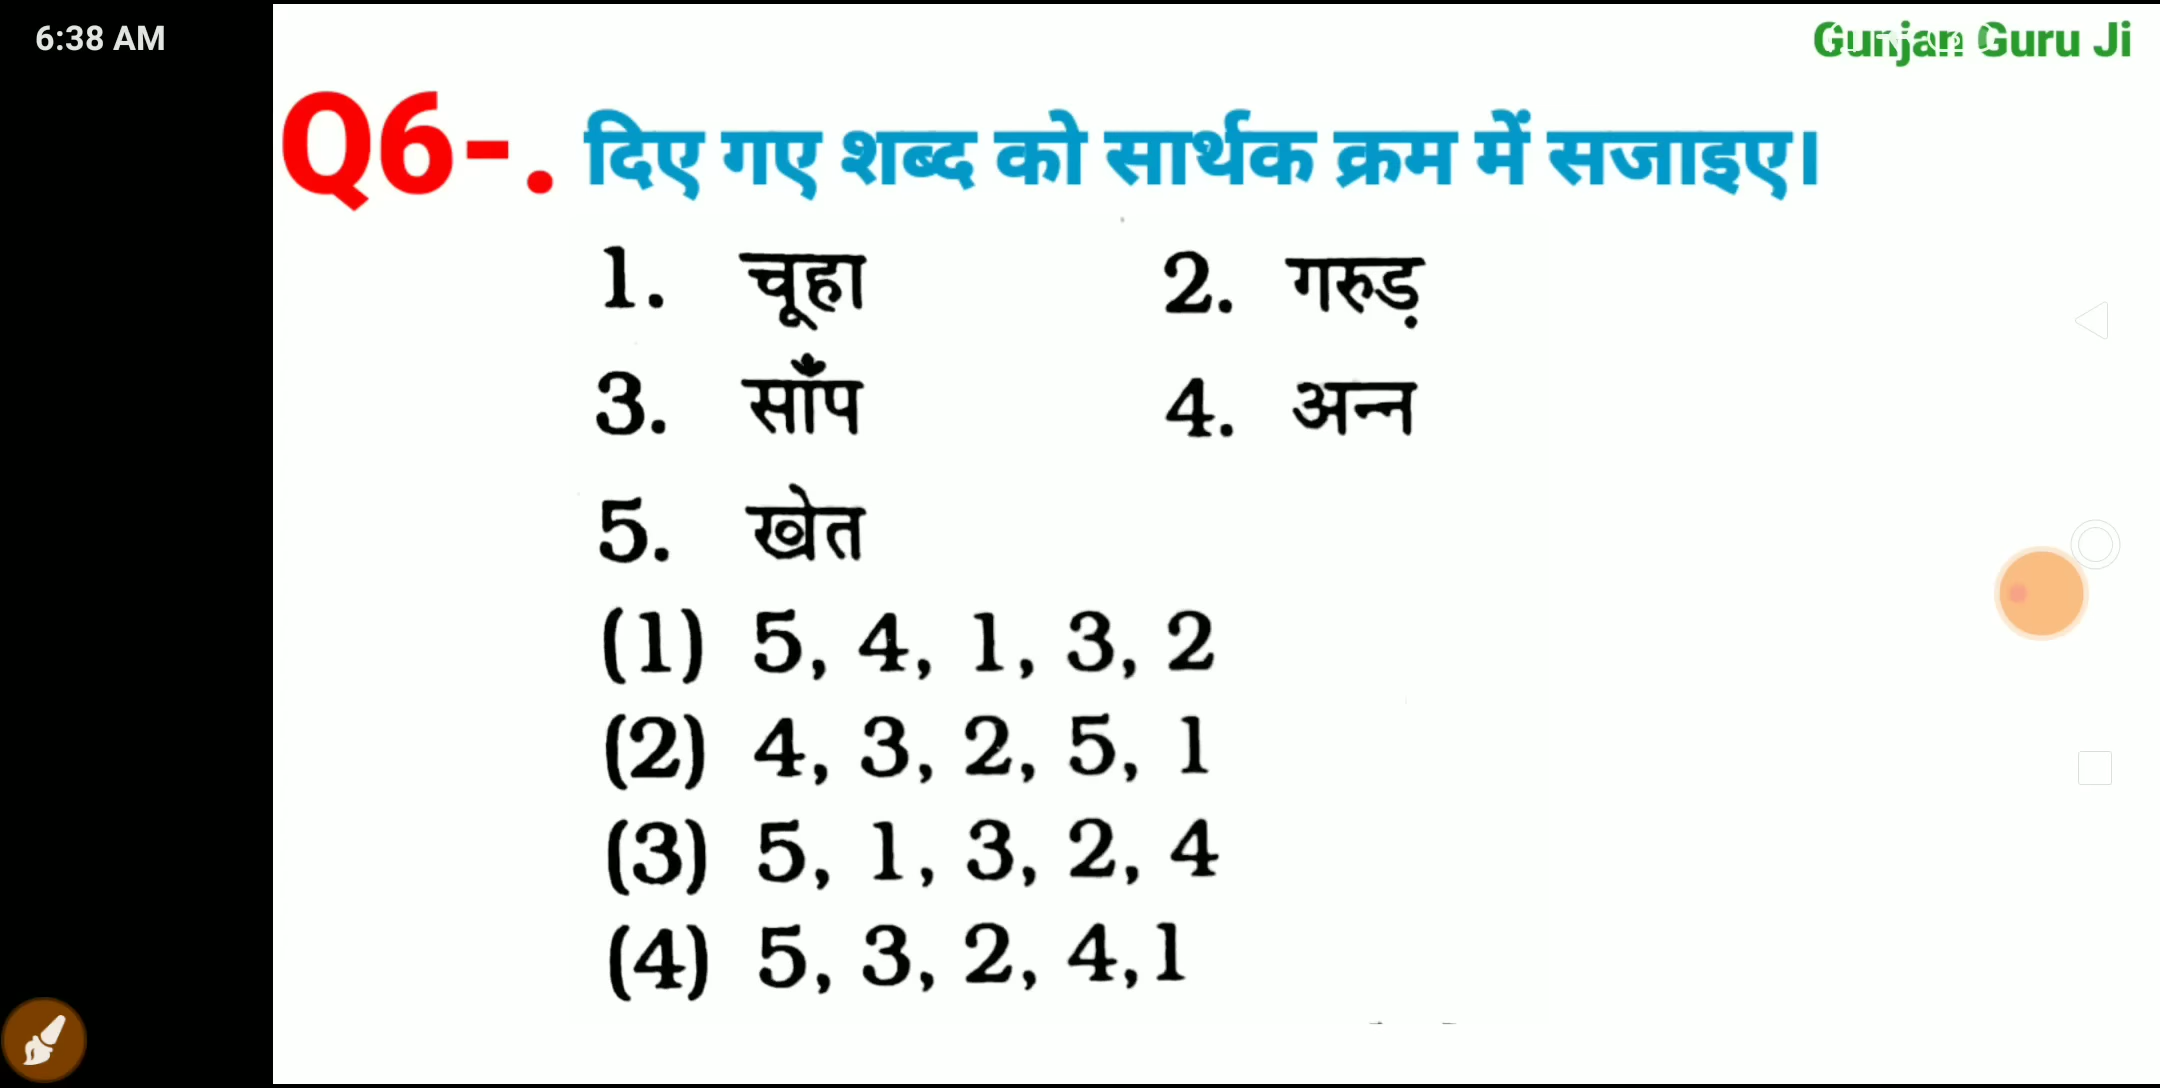 6:38 AM
Gunjan Guru Ji
Q6-. दिए गए शब्द को सार्थक क्रम में सजाइए।
1. चूहा 2. गरुड़
3. साँप 4. अन्न
5. खेत
(1) 5, 4, 1, 3, 2
(2) 4, 3, 2, 5, 1
(3) 5, 1, 3, 2, 4
(4) 5, 3, 2, 4,1